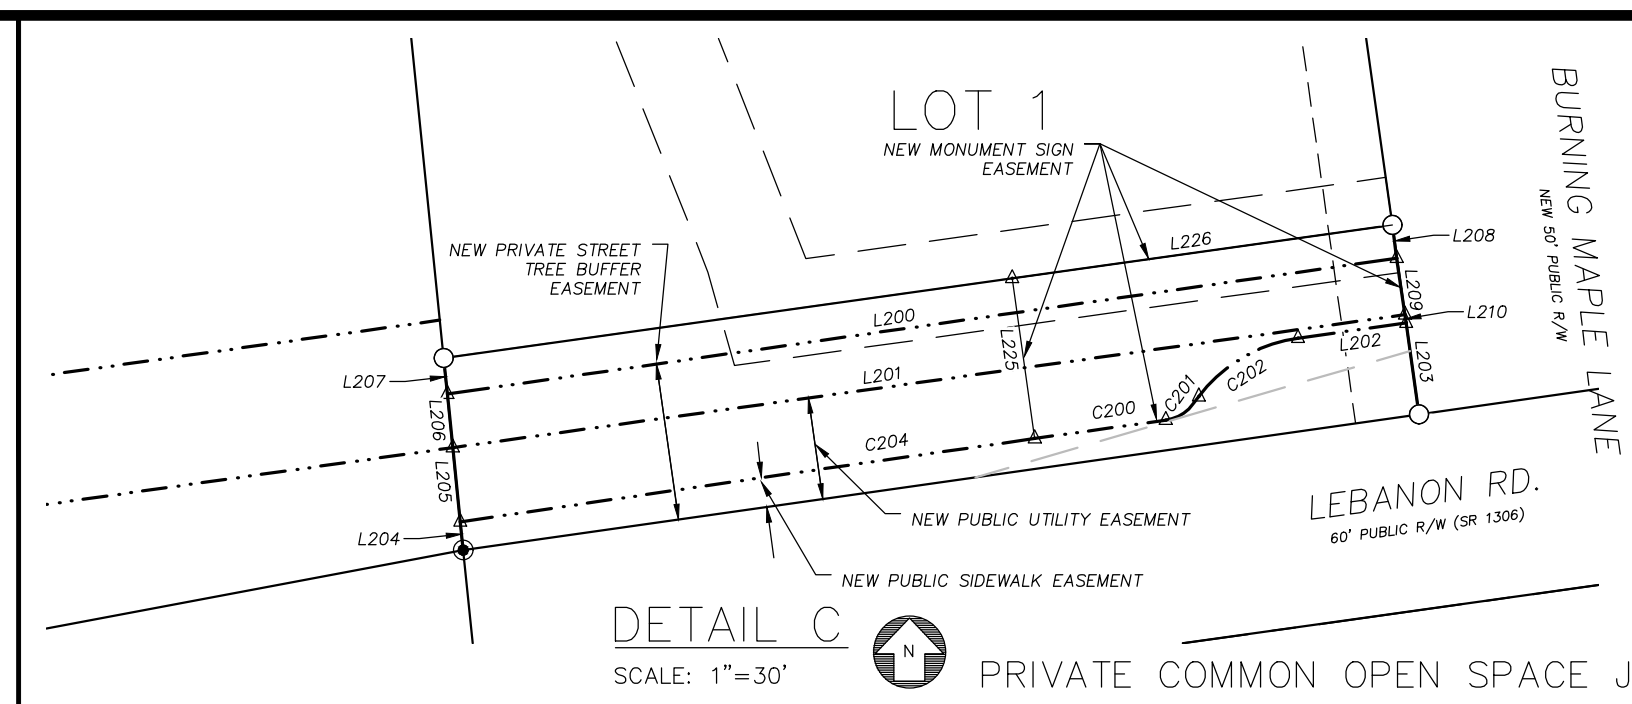 LOT 1
NEW MONUMENT SIGN
EASEMENT
BURNING MAPLE LANE
NEW 50' PUBLIC R/W
NEW PRIVATE STREET
TREE BUFFER
EASEMENT
L226
L208
L200
L209
L210
L225
L202
L207
L201
L203
C202
C201
C200
L206
C204
L205
L204
NEW PUBLIC UTILITY EASEMENT
LEBANON RD.
60' PUBLIC R/W (SR 1306)
NEW PUBLIC SIDEWALK EASEMENT
DETAIL C
SCALE: 1"=30'
N
PRIVATE COMMON OPEN SPACE J